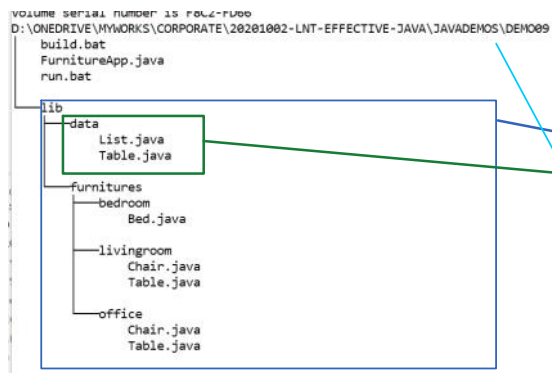 Volume serial number is F8C2-FD66
D:\ONEDRIVE\MYWORKS\CORPORATE\20201002-LNT-EFFECTIVE-JAVA\JAVADEMOS\DEMO09
build.bat
FurnitureApp.java
run.bat
lib
data
List.java
Table.java
furnitures
bedroom
Bed.java
livingroom
Chair.java
Table.java
office
Chair.java
Table.java